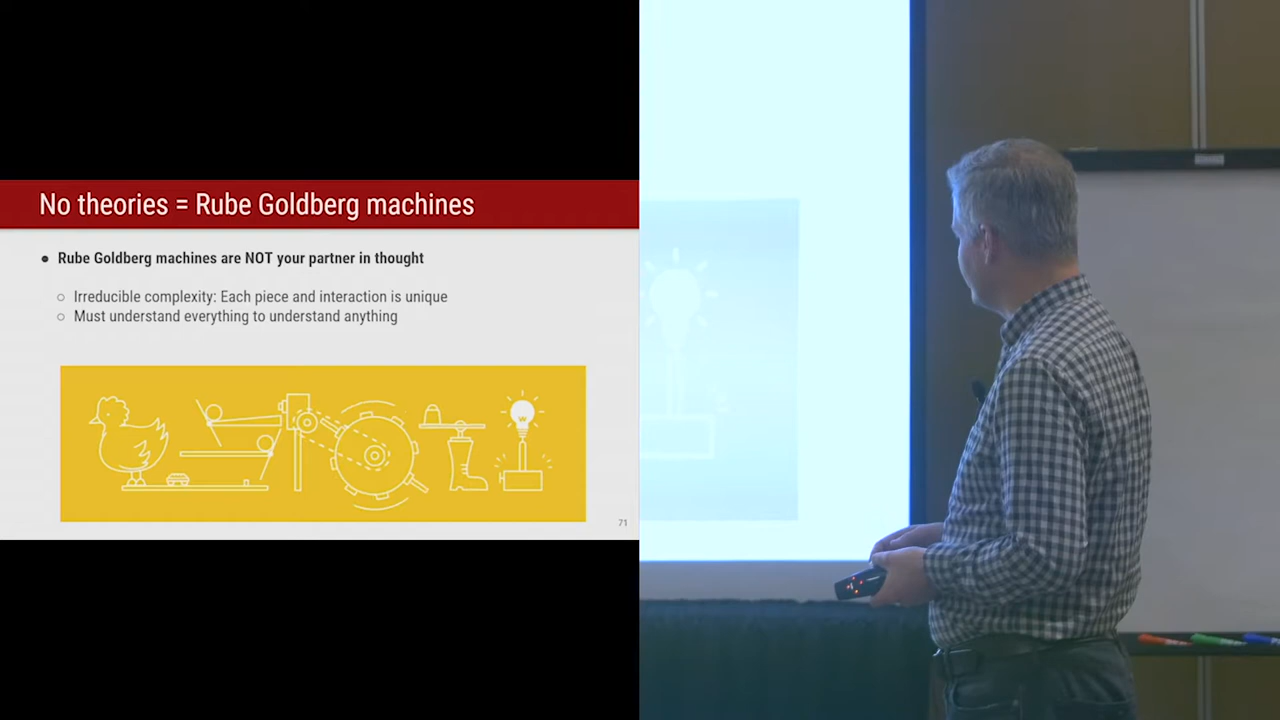 No theories = Rube Goldberg machines
● Rube Goldberg machines are NOT your partner in thought
○ Irreducible complexity: Each piece and interaction is unique
○ Must understand everything to understand anything
71